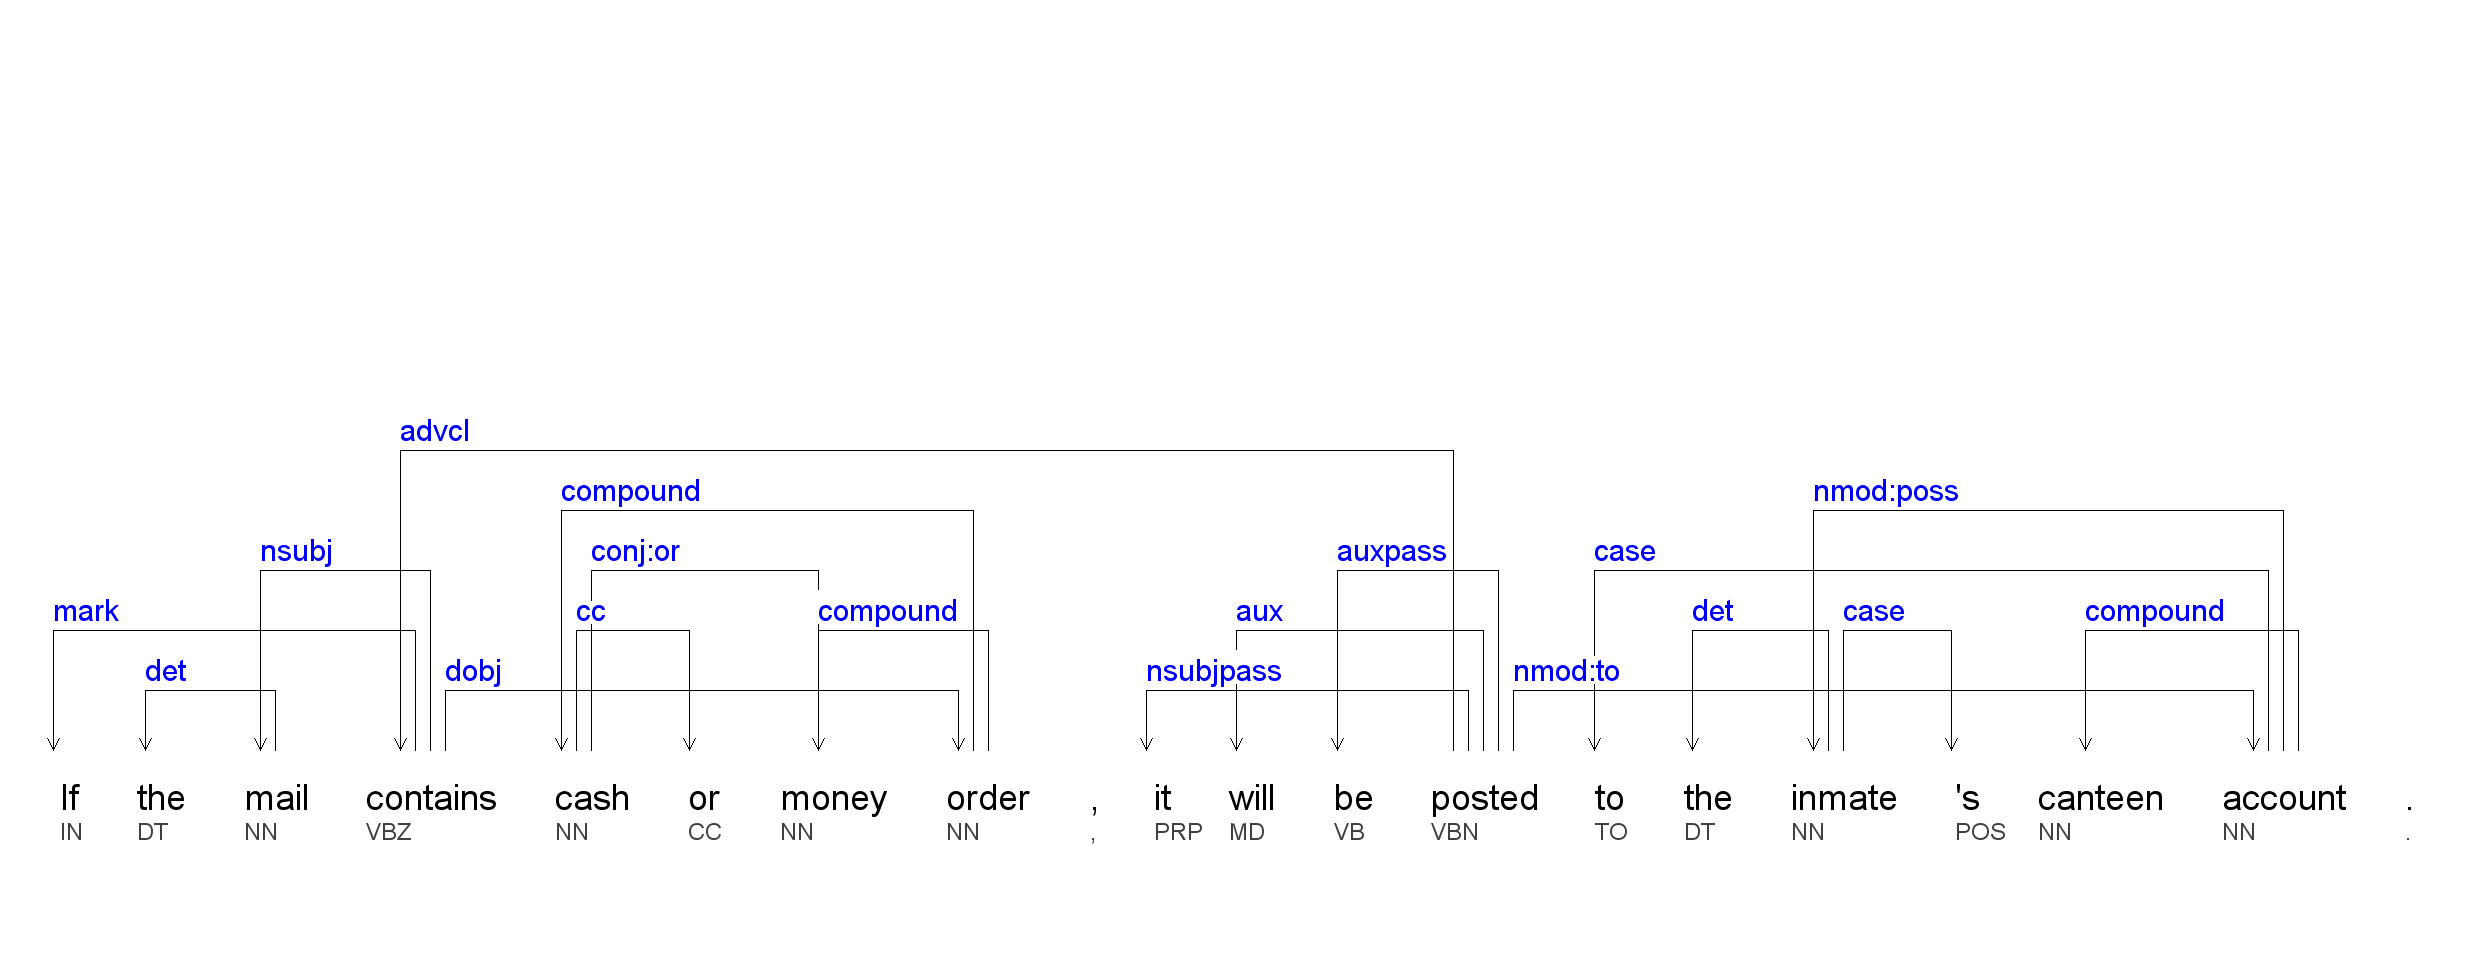 advcl
compound nmod:poss
nsubj conj:or auxpass case
mark cc compound aux det case compound
det dobj nsubjpass nmod:to
If the mail contains cash or money order , it will be posted to the inmate 's canteen account .
IN DT NN VBZ NN CC NN NN , PRP MD VB VBN TO DT NN POS NN NN .